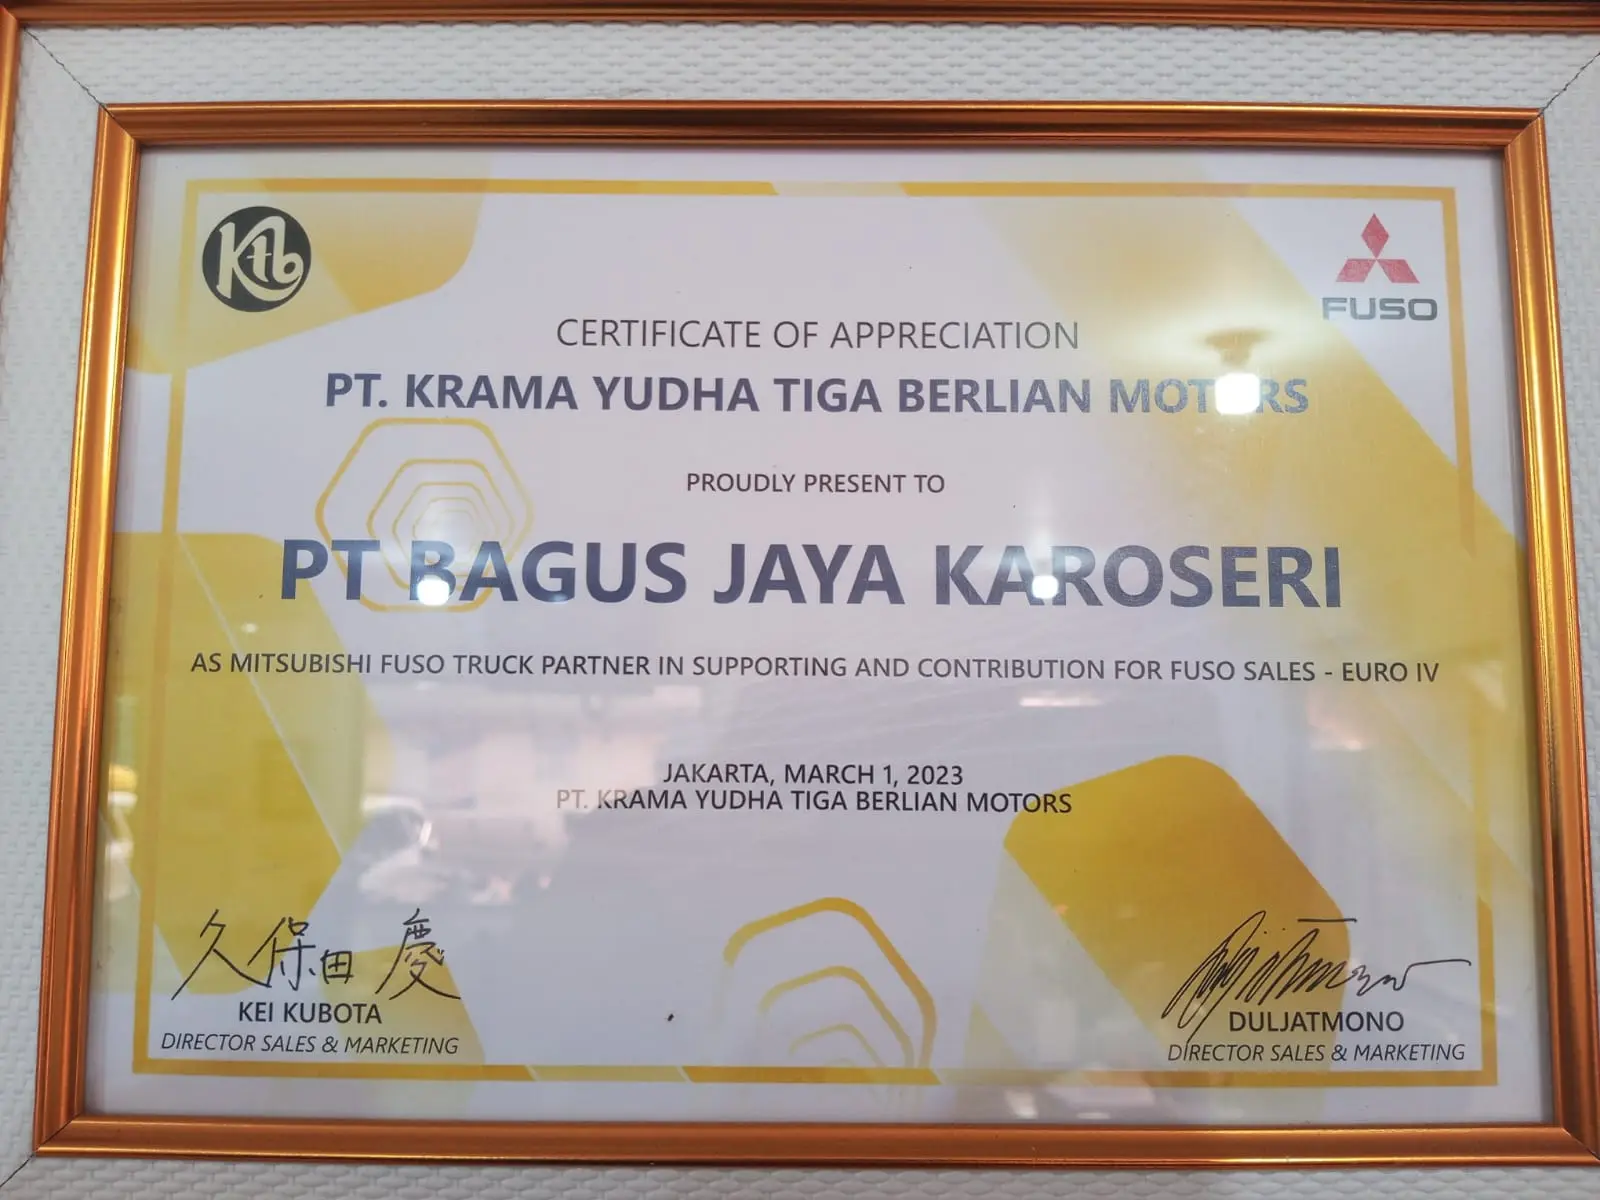 Ktb
FUSO
CERTIFICATE OF APPRECIATION
PT. KRAMA YUDHA TIGA BERLIAN MOTORS
PROUDLY PRESENT TO
PT BAGUS JAYA KAROSERI
AS MITSUBISHI FUSO TRUCK PARTNER IN SUPPORTING AND CONTRIBUTION FOR FUSO SALES - EURO IV
JAKARTA, MARCH 1, 2023
PT. KRAMA YUDHA TIGA BERLIAN MOTORS
久保田 慶
KEI KUBOTA
DIRECTOR SALES & MARKETING
Duljatmono
DULJATMONO
DIRECTOR SALES & MARKETING